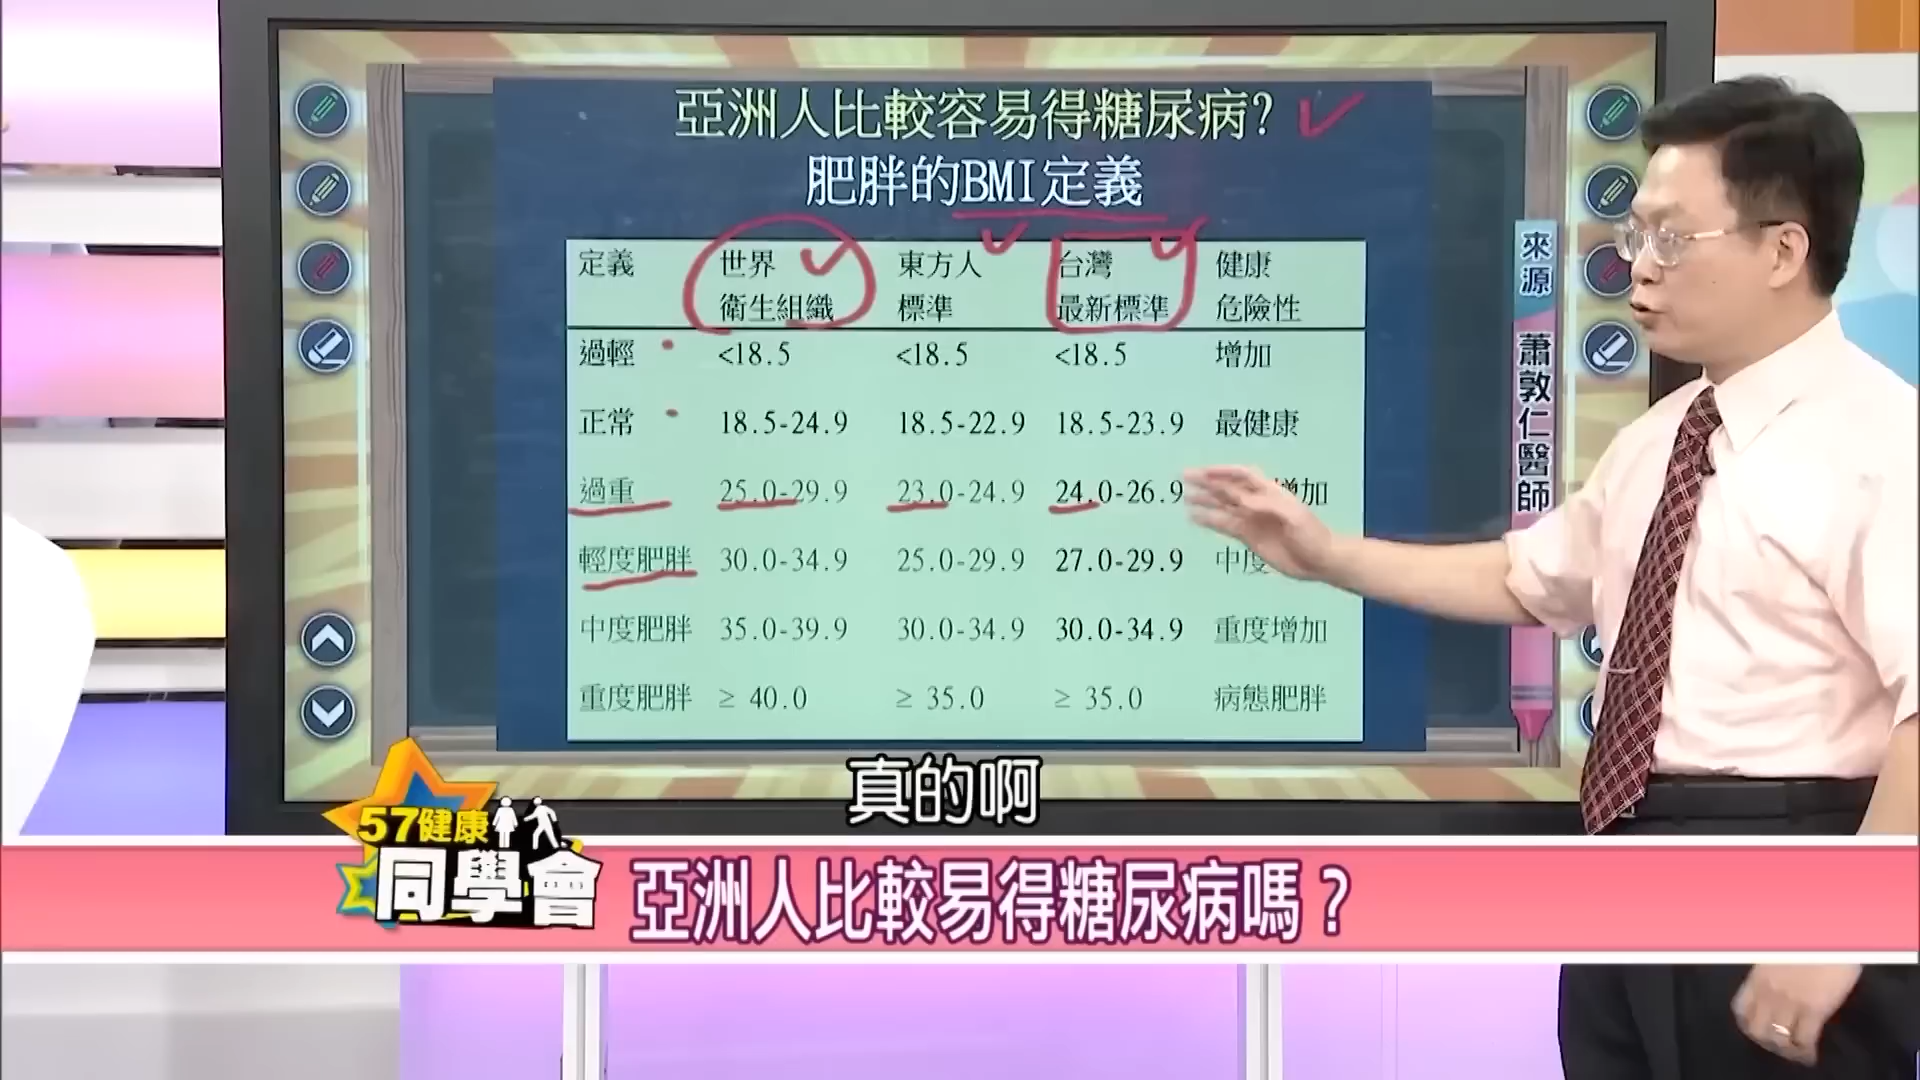 亞洲人比較容易得糖尿病?
肥胖的BMI定義
定義 世界衛生組織 東方人標準 台灣最新標準 健康危險性
過輕 <18.5 <18.5 <18.5 增加
正常 18.5-24.9 18.5-22.9 18.5-23.9 最健康
過重 25.0-29.9 23.0-24.9 24.0-26.9 增加
輕度肥胖 30.0-34.9 25.0-29.9 27.0-29.9 中度
中度肥胖 35.0-39.9 30.0-34.9 30.0-34.9 重度增加
重度肥胖 ≥ 40.0 ≥ 35.0 ≥ 35.0 病態肥胖
來源 蕭敦仁醫師
真的啊
57健康
同學會
亞洲人比較易得糖尿病嗎？